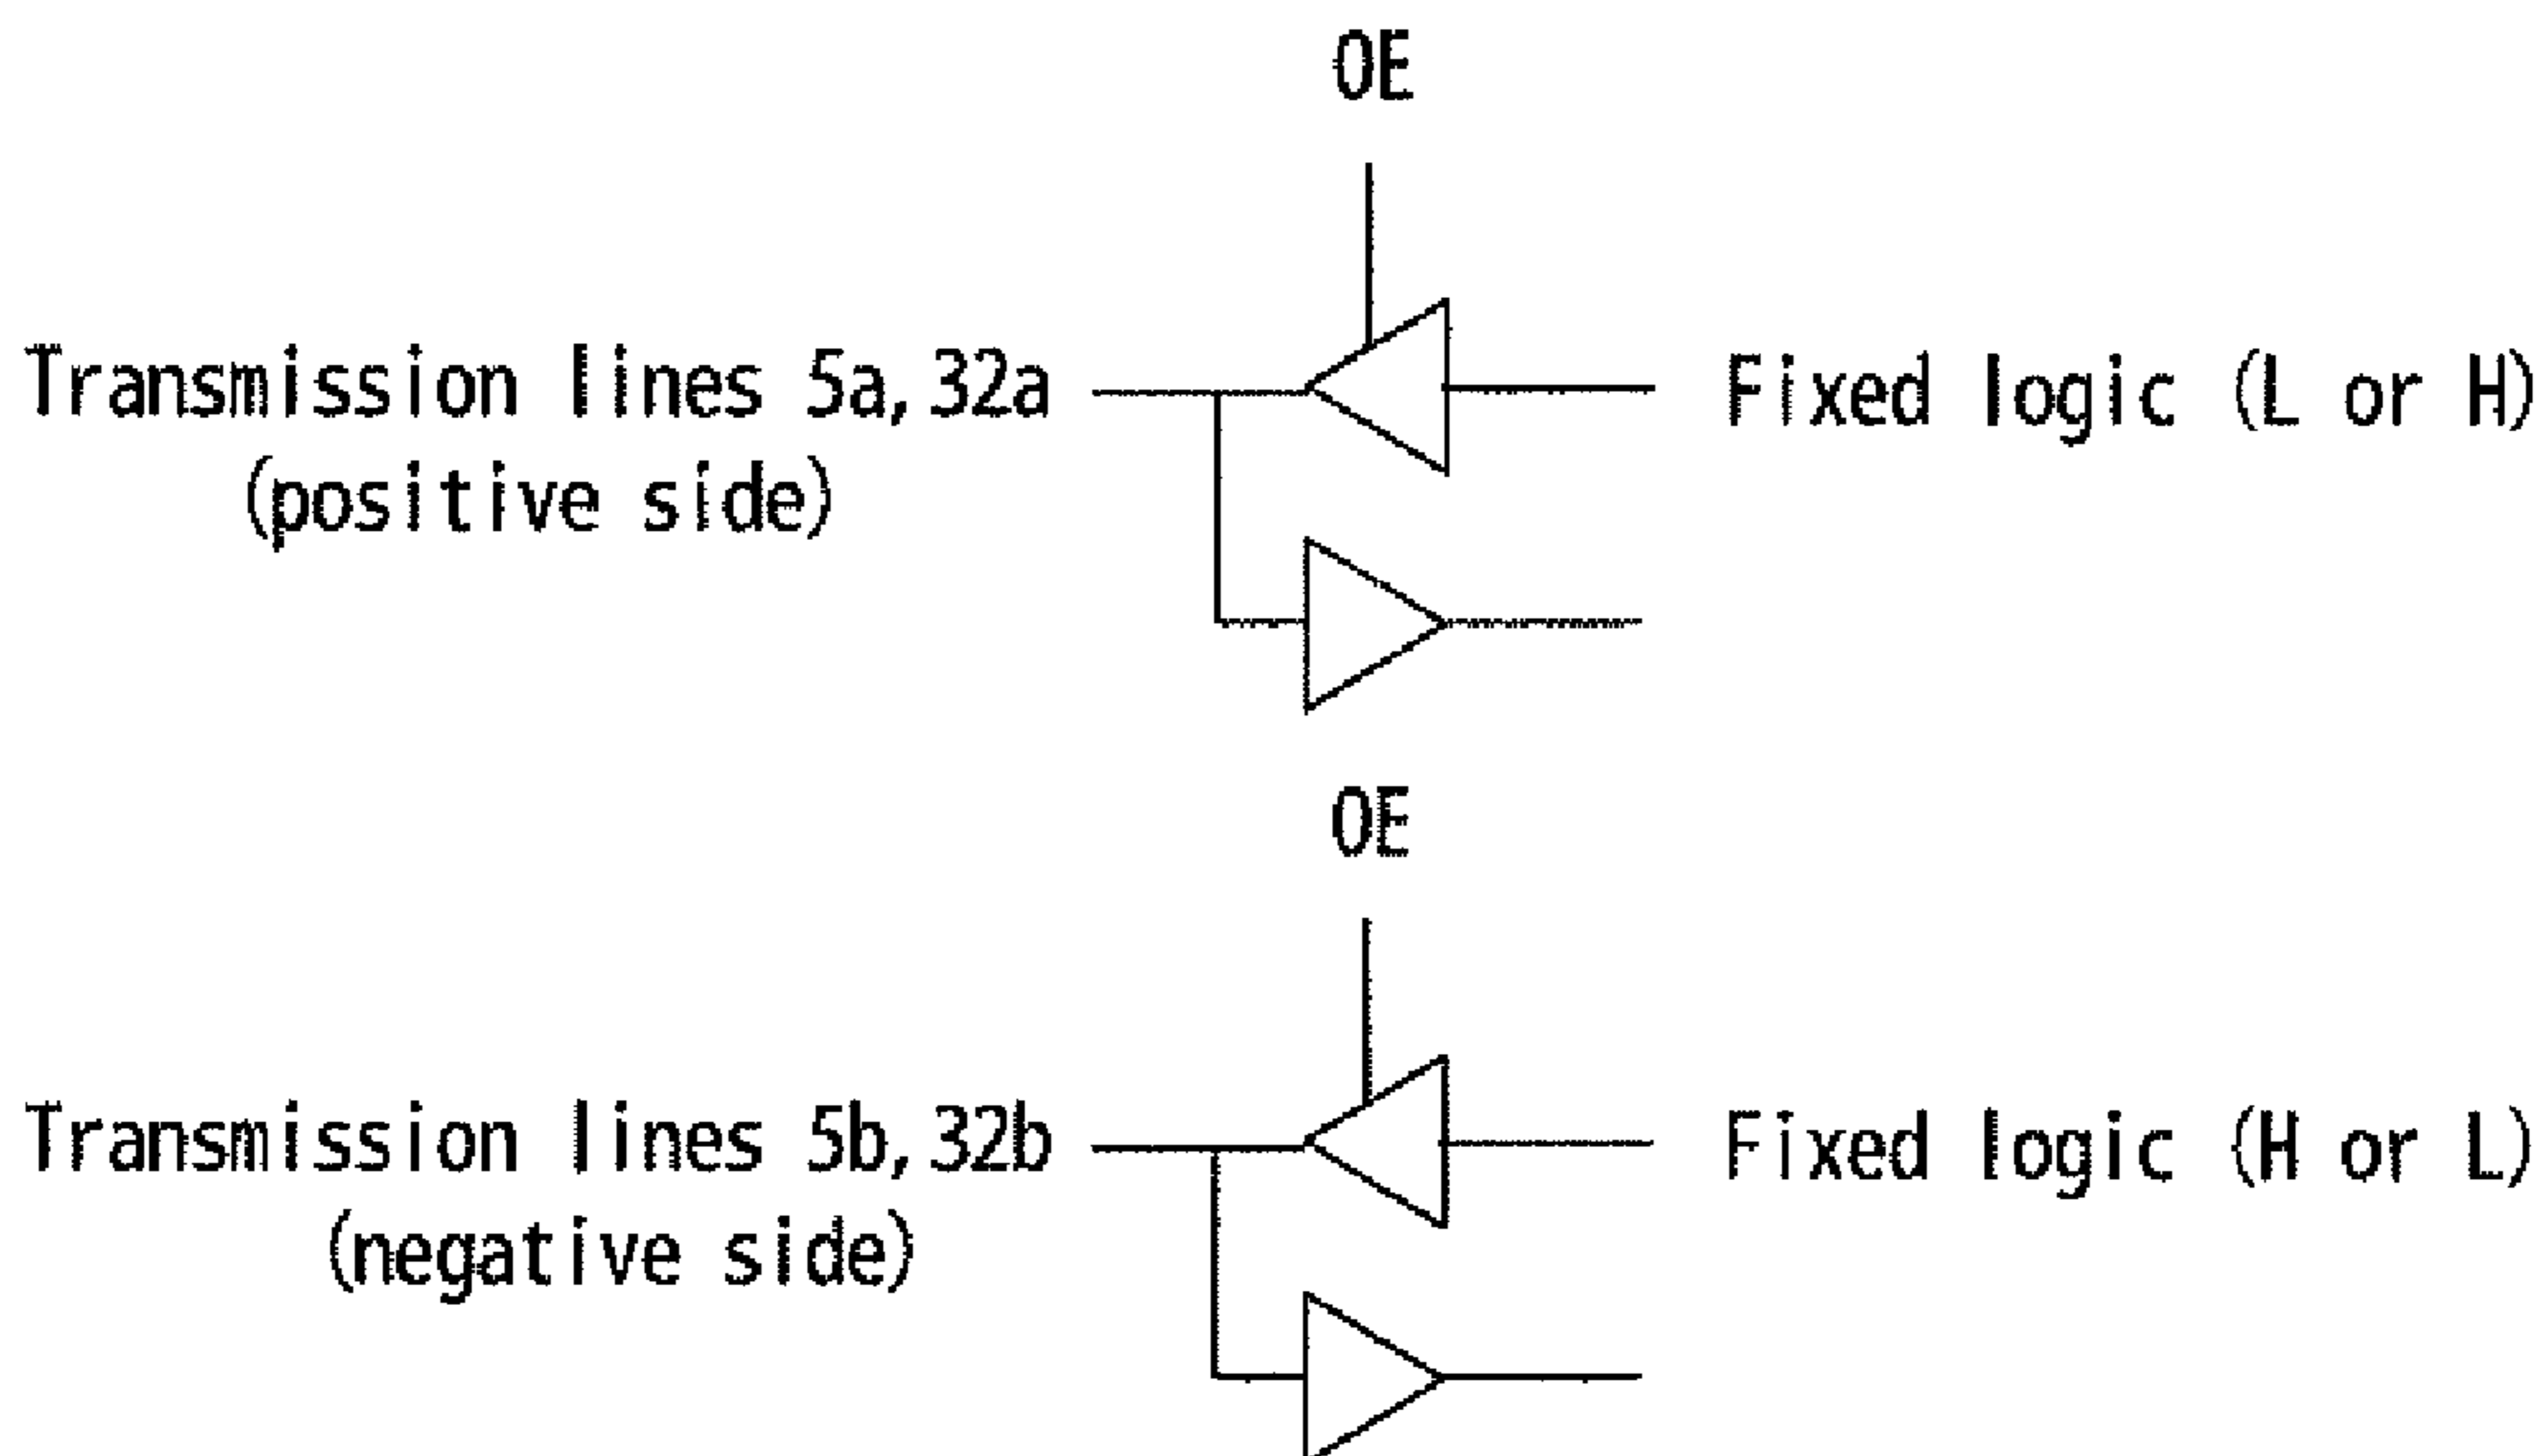 OE
Transmission lines 5a,32a
(positive side)
Fixed logic (L or H)
OE
Transmission lines 5b,32b
(negative side)
Fixed logic (H or L)